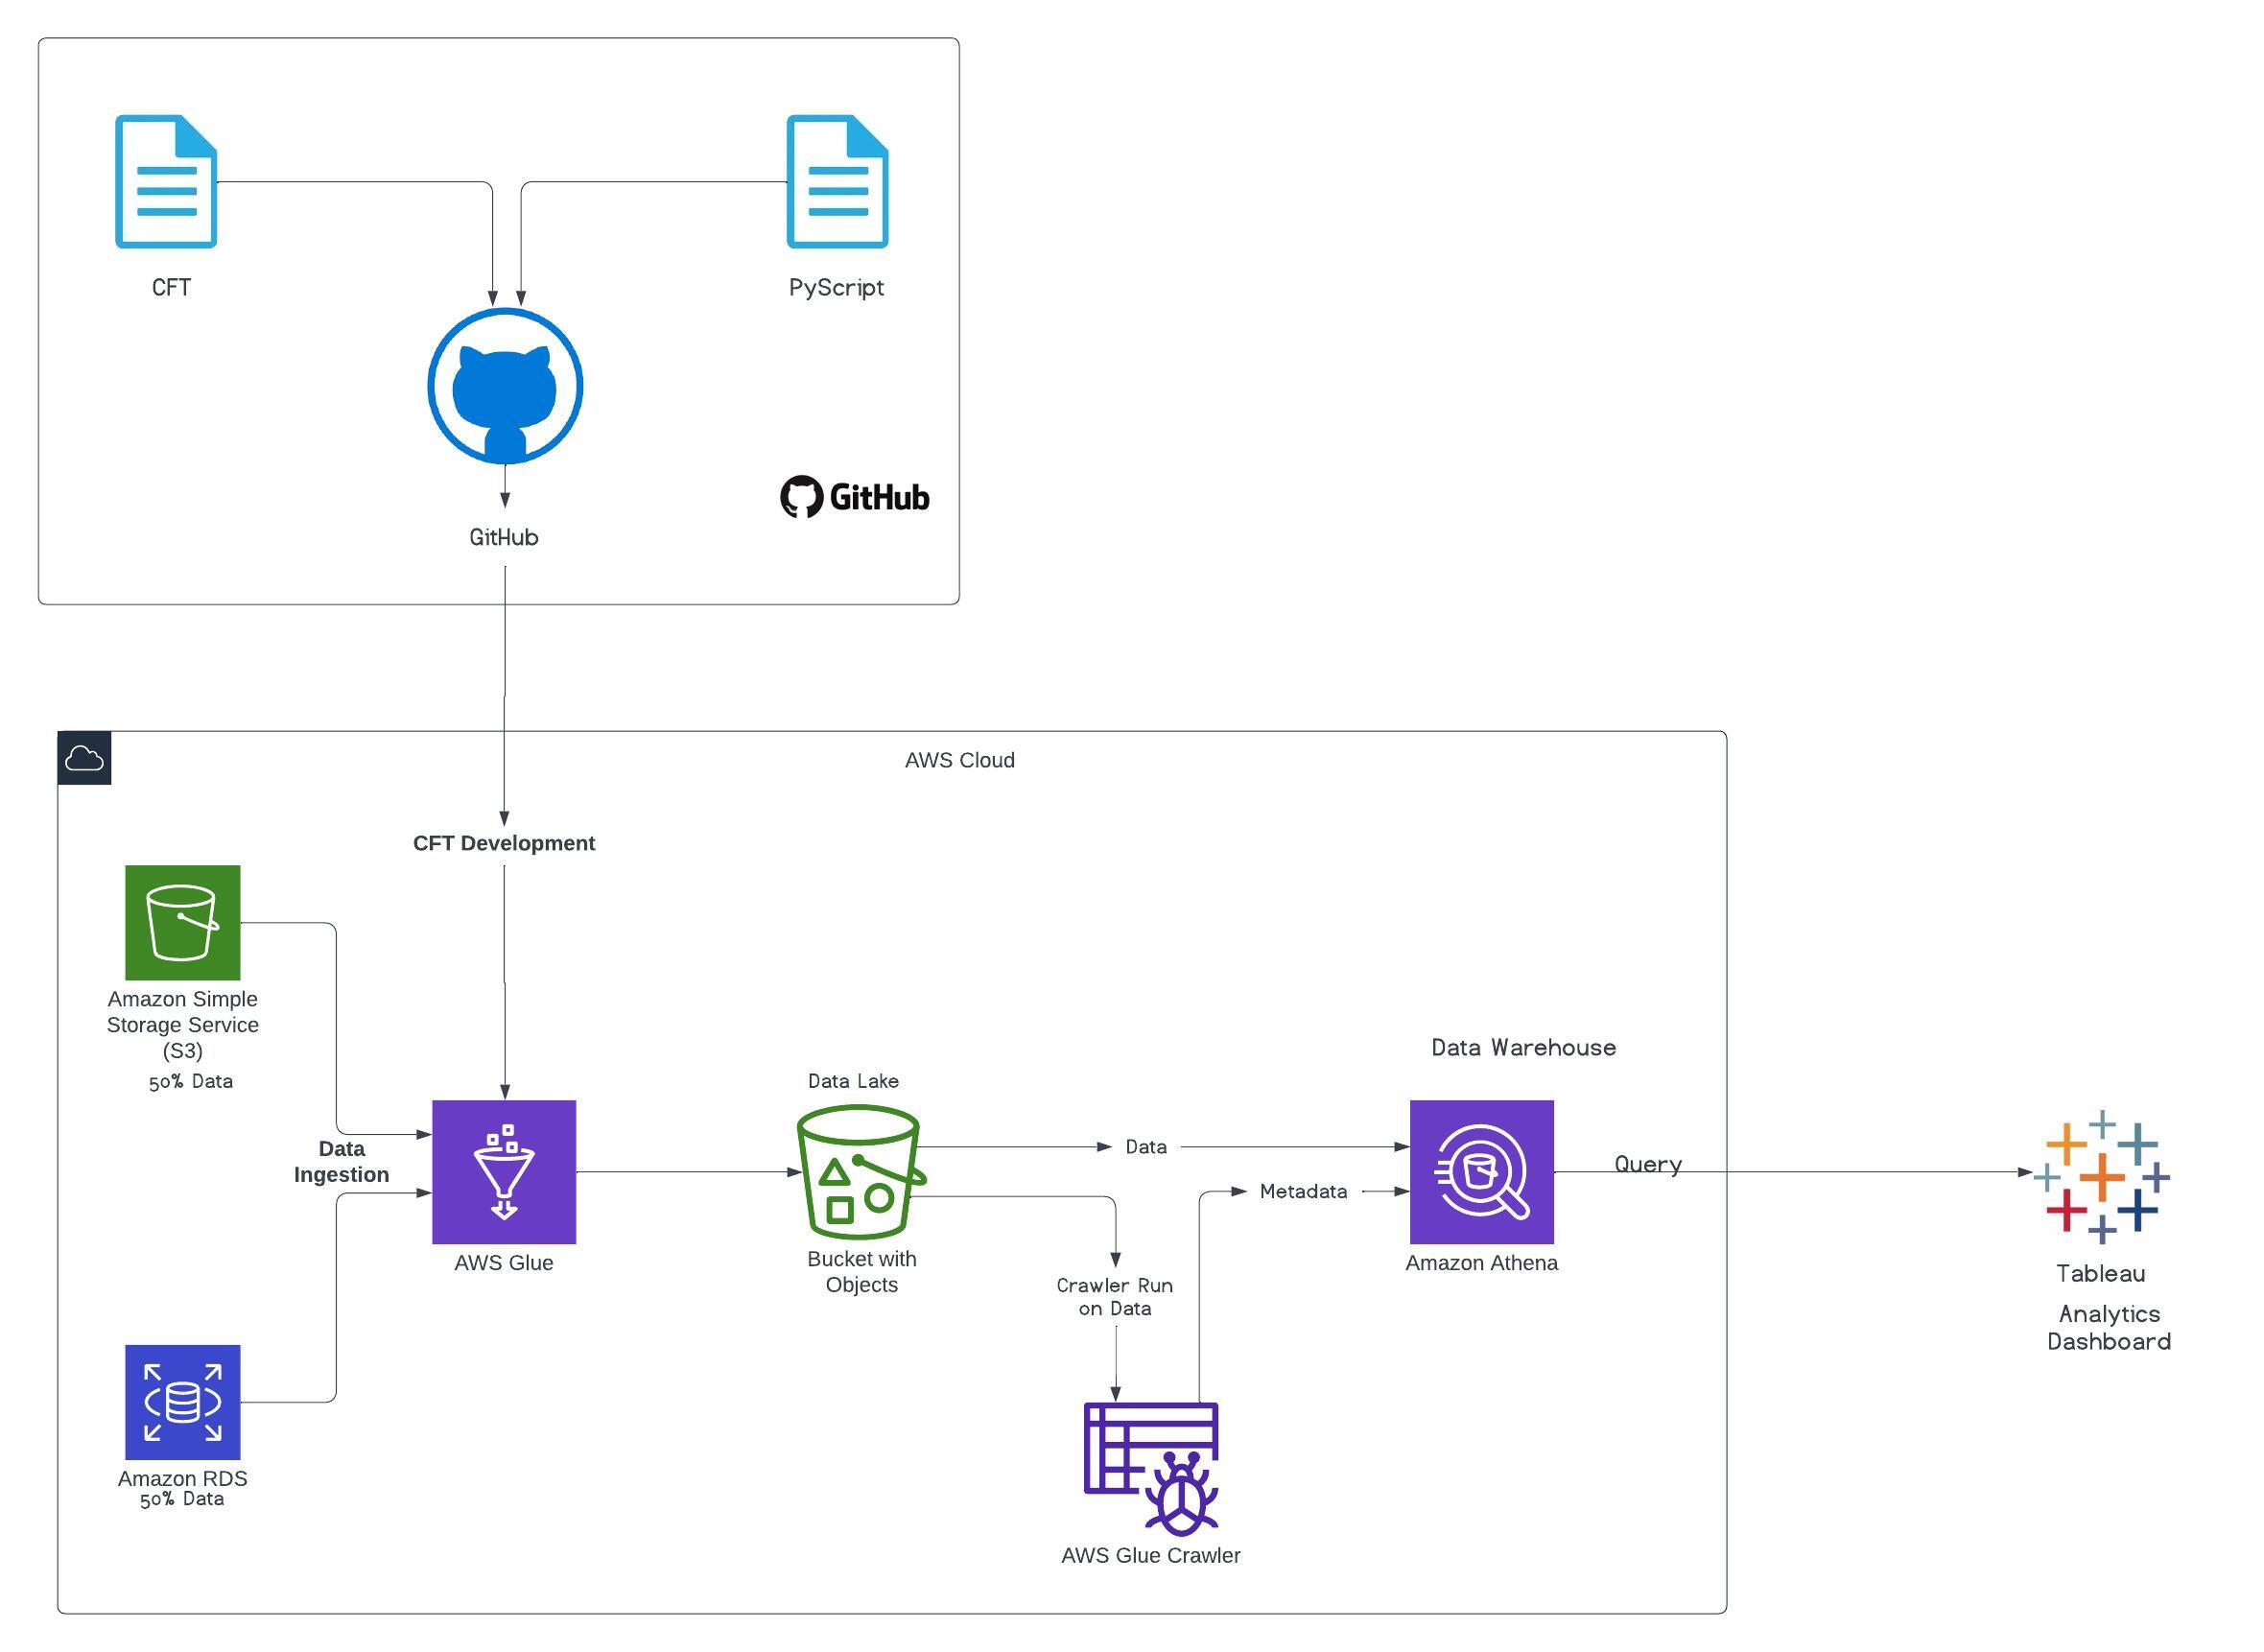 CFT
PyScript
GitHub
GitHub
AWS Cloud
CFT Development
Amazon Simple
Storage Service
(S3)
50% Data
Data
Ingestion
AWS Glue
Amazon RDS
50% Data
Data Lake
Bucket with
Objects
Data
Metadata
Crawler Run
on Data
AWS Glue Crawler
Data Warehouse
Amazon Athena
Query
Tableau
Analytics
Dashboard